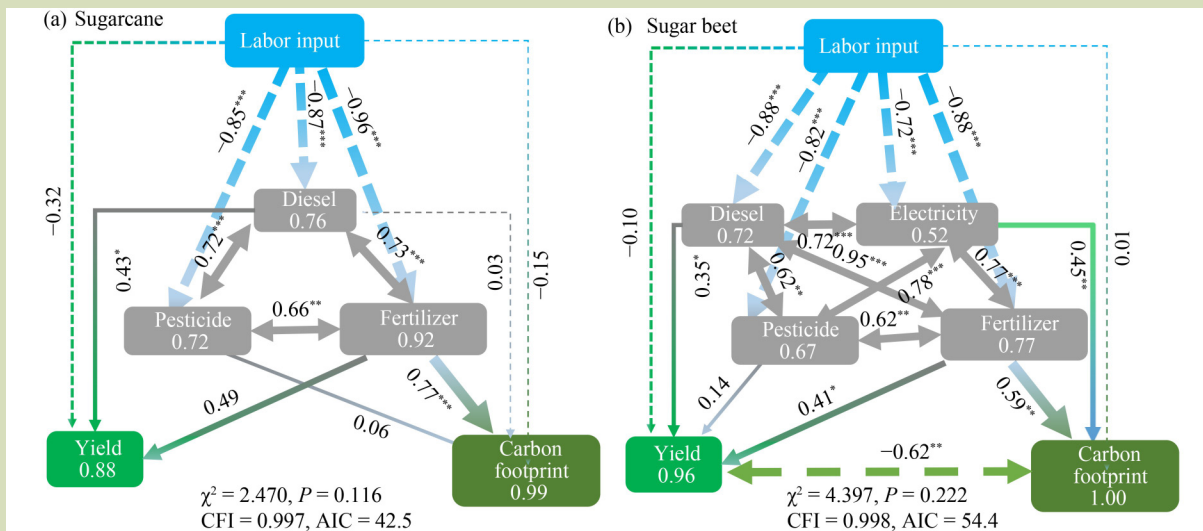 (a) Sugarcane
Labor input
−0.85***
−0.87***
−0.96***
−0.32
Diesel
0.76
0.43*
0.72***
0.73***
0.03
−0.15
Pesticide
0.72
0.66**
Fertilizer
0.92
0.49
0.06
0.77***
Yield
0.88
Carbon
footprint
0.99
χ² = 2.470, P = 0.116
CFI = 0.997, AIC = 42.5
(b) Sugar beet
Labor input
−0.88***
−0.82***
−0.72***
−0.88***
−0.10
Diesel
0.72
Electricity
0.52
0.72***
0.95***
0.35*
0.62**
0.78***
0.77***
0.45**
0.01
Pesticide
0.67
0.62**
Fertilizer
0.77
0.14
0.41*
0.59**
Yield
0.96
−0.62**
Carbon
footprint
1.00
χ² = 4.397, P = 0.222
CFI = 0.998, AIC = 54.4